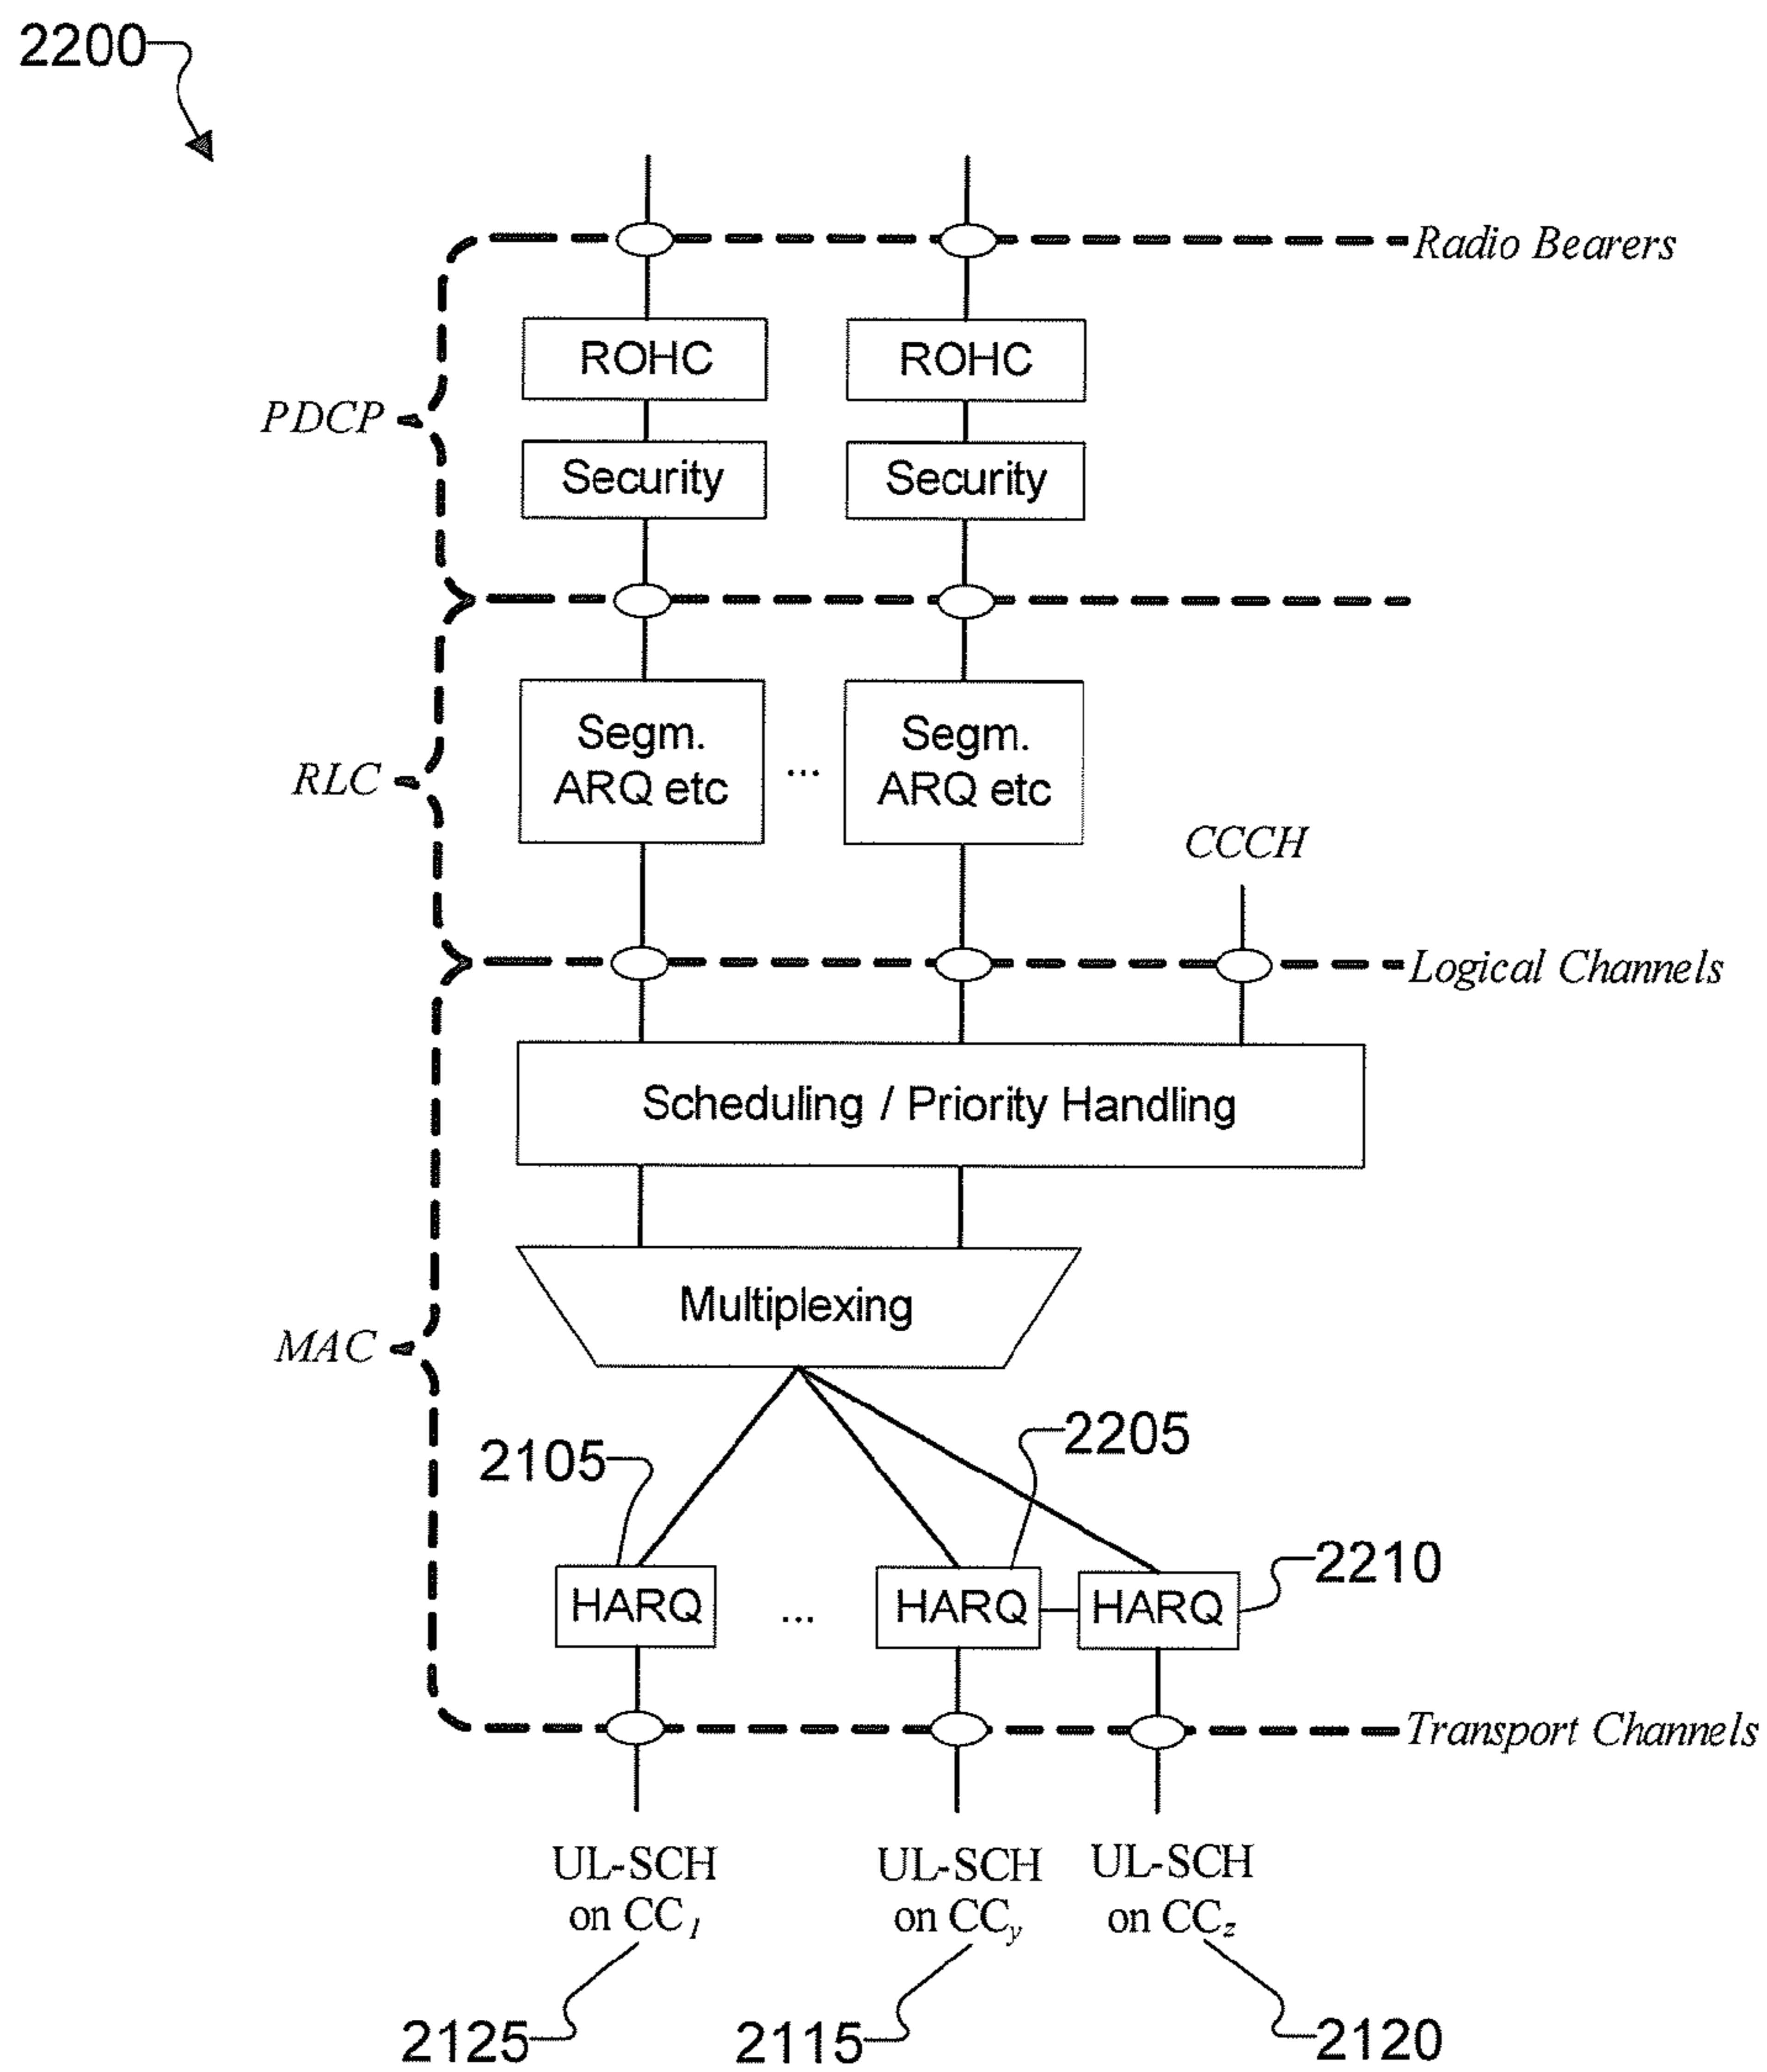 2200
Radio Bearers
ROHC
ROHC
PDCP
Security
Security
Segm.
ARQ etc
...
Segm.
ARQ etc
RLC
CCCH
Logical Channels
Scheduling / Priority Handling
Multiplexing
MAC
2105
2205
2210
HARQ
...
HARQ
HARQ
Transport Channels
UL-SCH
on CC1
UL-SCH
on CCy
UL-SCH
on CCz
2125
2115
2120